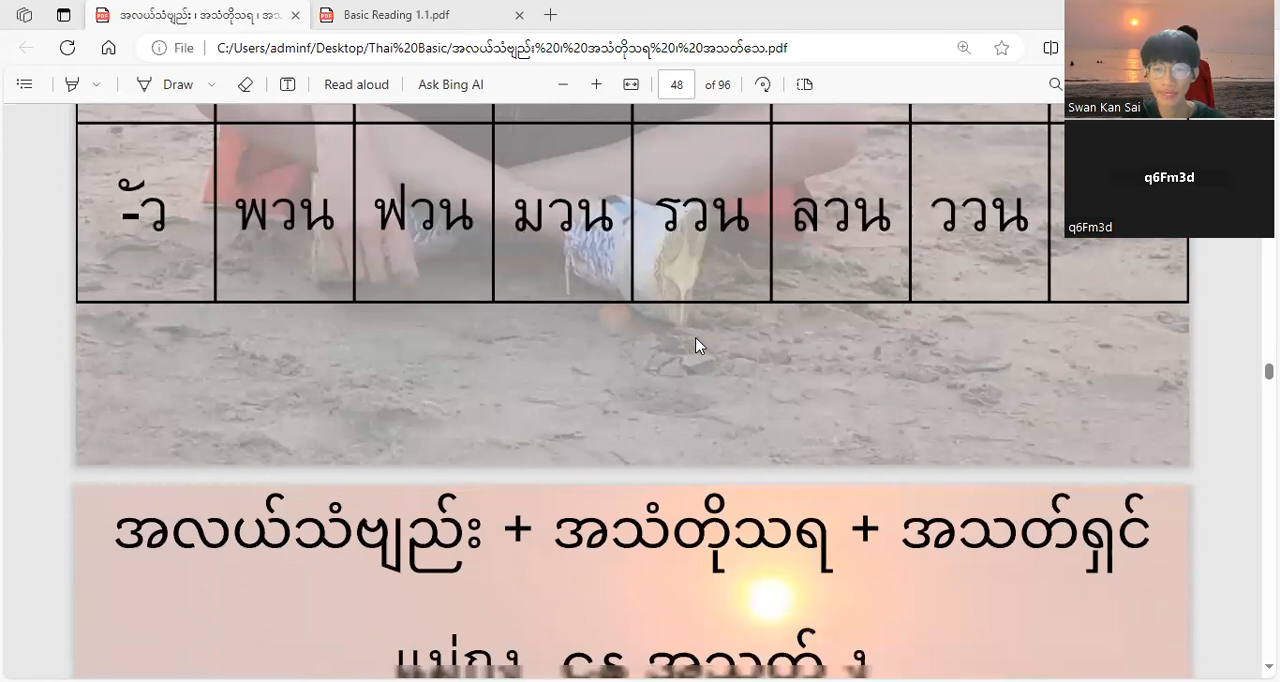 အလယ်သံဗျည်း ၊ အသံတိုသရ ၊ အသ
Basic Reading 1.1.pdf
File C:/Users/adminf/Desktop/Thai%20Basic/အလယ်သံဗျည်း%20၊%20အသံတိုသရ%20၊%20အသတ်သေ.pdf
Draw Read aloud Ask Bing AI 48 of 96
Swan Kan Sai
q6Fm3d
q6Fm3d
-ัว พวน ฟวน มวน รวน ลวน ววน
အလယ်သံဗျည်း + အသံတိုသရ + အသတ်ရှင်